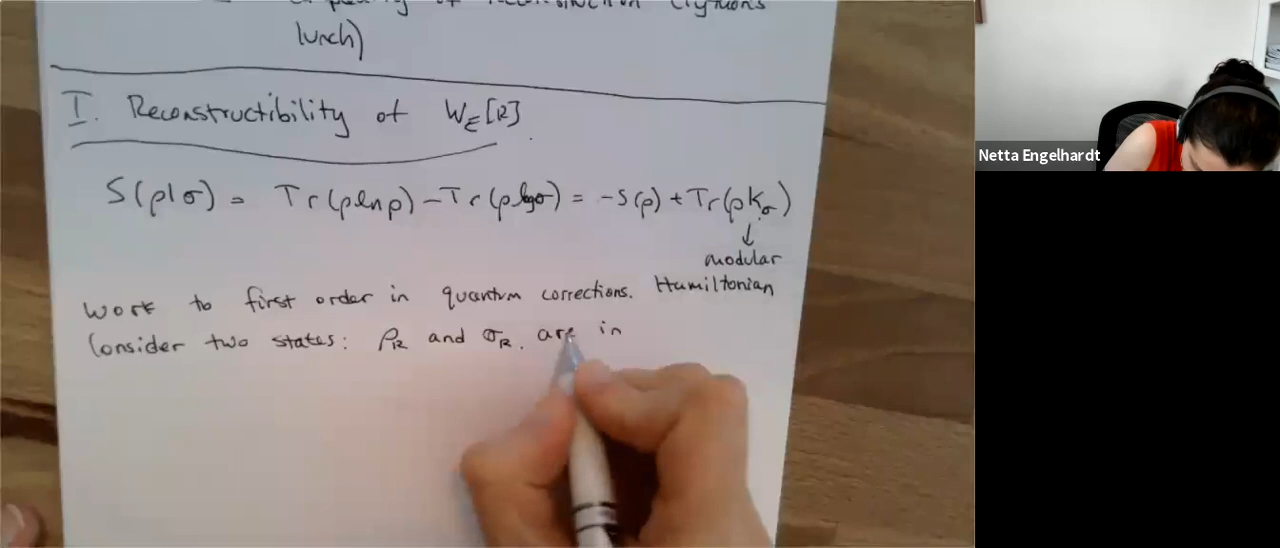 lunch)
I. Reconstructibility of W_E[R].
S(ρ|σ) = Tr(ρ ln ρ) - Tr(ρ log σ) = -S(ρ) + Tr(ρ K_σ)
↓
modular
Hamiltonian
work to first order in quantum corrections.
Consider two states: ρ_R and σ_R. are in
Netta Engelhardt